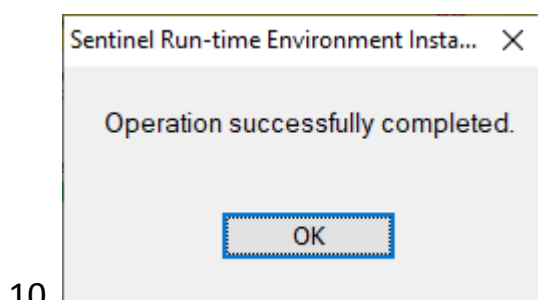 Sentinel Run-time Environment Insta...
Operation successfully completed.
OK
10